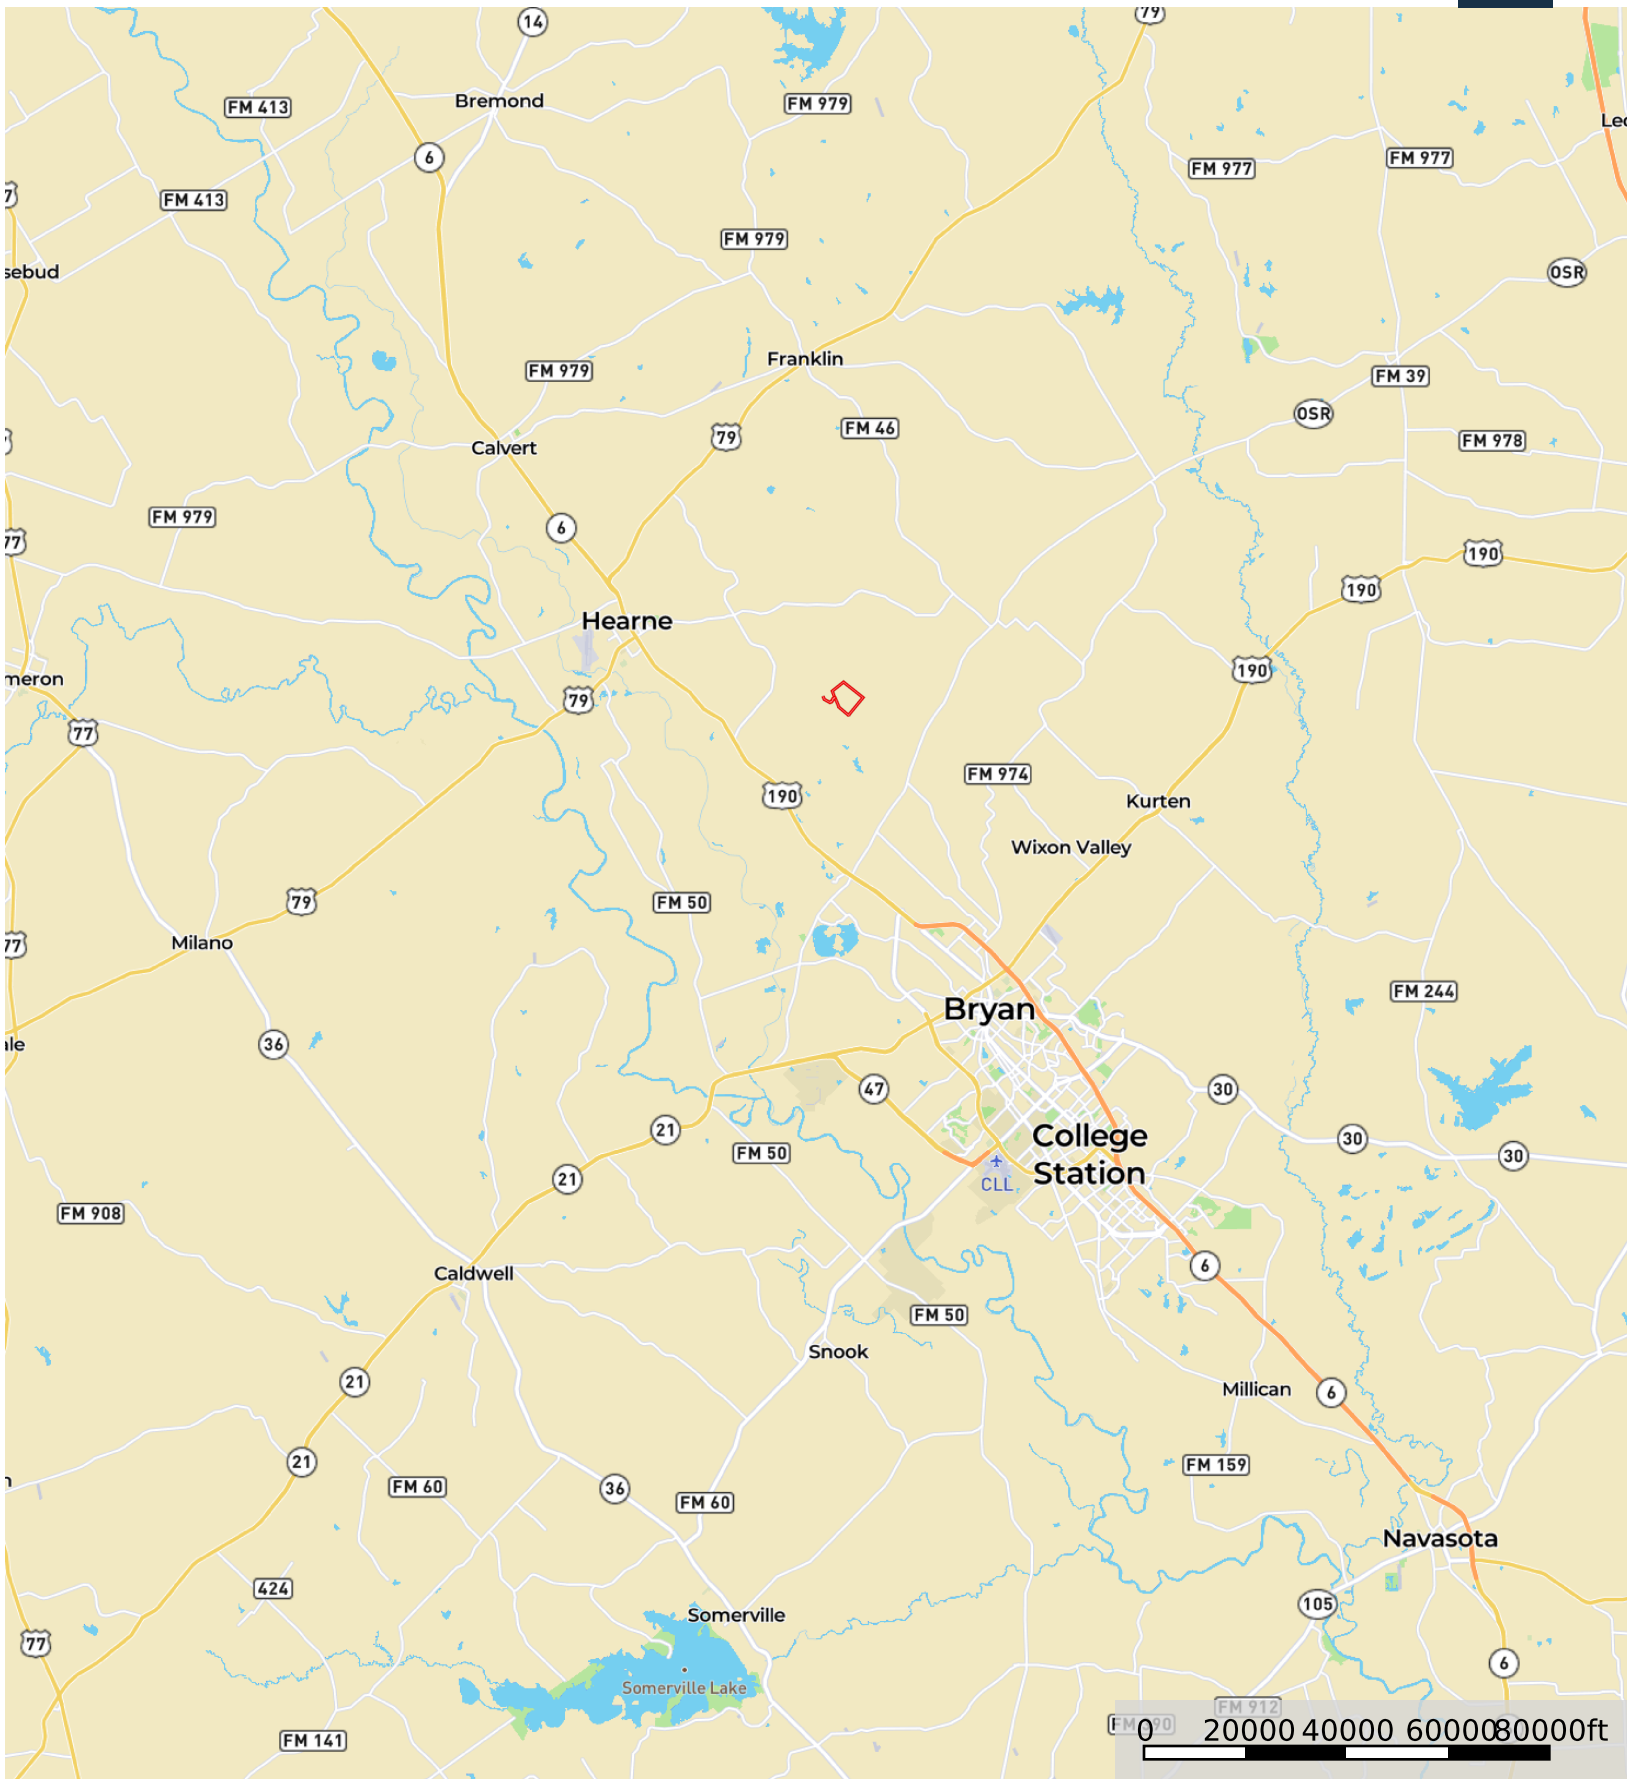 14
79
FM 413
Bremond
FM 979
6
FM 977
FM 977
FM 413
FM 979
sebud
OSR
Franklin
FM 979
FM 39
OSR
79
FM 46
Calvert
FM 978
FM 979
6
77
190
190
Hearne
meron
190
79
77
FM 974
190
Kurten
Wixon Valley
79
FM 50
Milano
77
FM 244
Bryan
36
ale
47
30
21
College
Station
30
FM 50
30
21
CLL
FM 908
6
Caldwell
FM 50
Snook
21
Millican
6
21
FM 159
FM 60
36
FM 60
Navasota
424
105
Somerville
77
6
Somerville Lake
FM 912
FM 390
FM 141
0 20000 40000 60000 80000ft